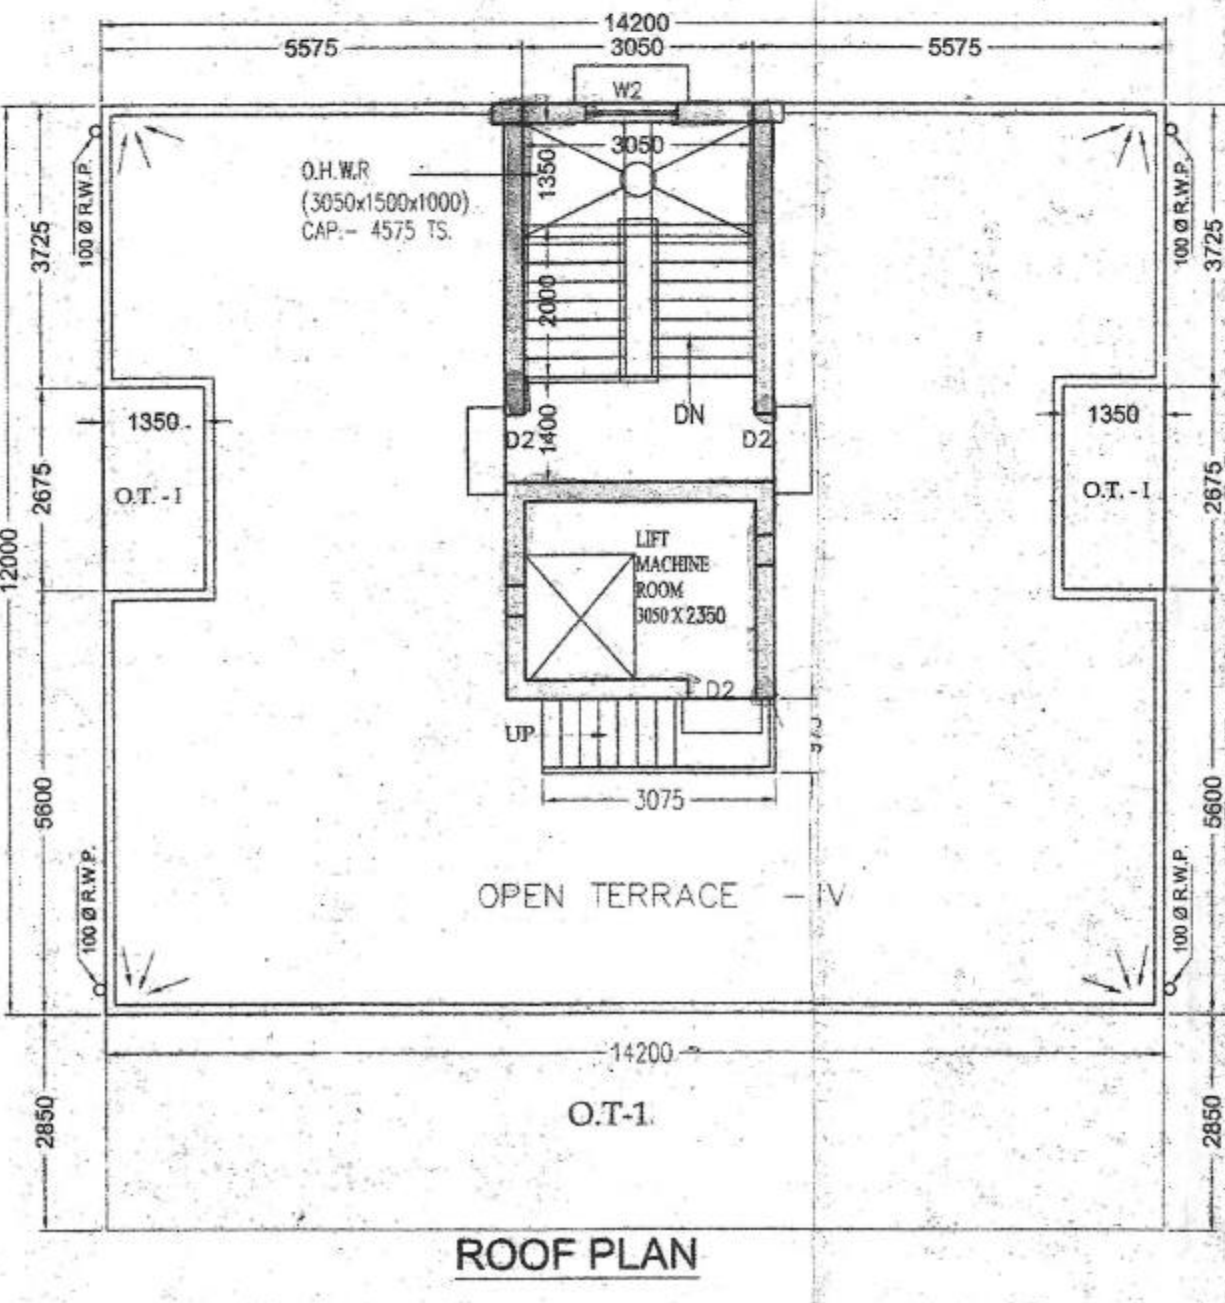 14200
5575
3050
5575
W2
3050
1350
O.H.W.R
(3050x1500x1000)
CAP.- 4575 TS.
100 Ø R.W.P.
100 Ø R.W.P.
3725
3725
2000
DN
1350
1400
D2
D2
1350
O.T. - I
O.T. - I
2675
2675
12000
LIFT
MACHINE
ROOM
3050 X 2350
D2
UP
975
3075
5600
5600
OPEN TERRACE - IV
100 Ø R.W.P.
100 Ø R.W.P.
14200
O.T-1.
2850
2850
ROOF PLAN